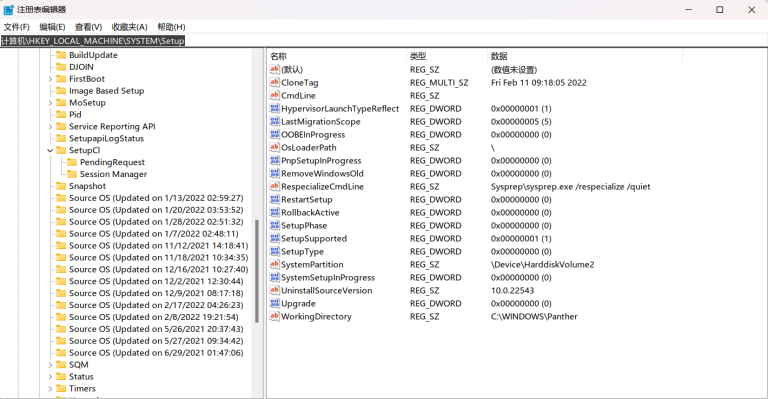 注册表编辑器
文件(F) 编辑(E) 查看(V) 收藏夹(A) 帮助(H)
计算机\HKEY_LOCAL_MACHINE\SYSTEM\Setup
BuildUpdate
DJOIN
FirstBoot
Image Based Setup
MoSetup
Pid
Service Reporting API
SetupapiLogStatus
SetupCl
PendingRequest
Session Manager
Snapshot
Source OS (Updated on 1/13/2022 02:59:27)
Source OS (Updated on 1/20/2022 03:53:52)
Source OS (Updated on 1/28/2022 02:51:32)
Source OS (Updated on 1/7/2022 02:48:11)
Source OS (Updated on 11/12/2021 14:18:41)
Source OS (Updated on 11/18/2021 10:34:35)
Source OS (Updated on 12/16/2021 10:27:40)
Source OS (Updated on 12/2/2021 12:30:44)
Source OS (Updated on 12/9/2021 08:17:18)
Source OS (Updated on 2/17/2022 04:26:23)
Source OS (Updated on 2/8/2022 19:21:54)
Source OS (Updated on 5/26/2021 20:37:43)
Source OS (Updated on 5/27/2021 09:34:42)
Source OS (Updated on 6/29/2021 01:47:06)
SQM
Status
Timers
名称 类型 数据
(默认) REG_SZ (数值未设置)
CloneTag REG_MULTI_SZ Fri Feb 11 09:18:05 2022
CmdLine REG_SZ
HypervisorLaunchTypeReflect REG_DWORD 0x00000001 (1)
LastMigrationScope REG_DWORD 0x00000005 (5)
OOBEInProgress REG_DWORD 0x00000000 (0)
OsLoaderPath REG_SZ \
PnpSetupInProgress REG_DWORD 0x00000000 (0)
RemoveWindowsOld REG_DWORD 0x00000000 (0)
RespecializeCmdLine REG_SZ Sysprep\sysprep.exe /respecialize /quiet
RestartSetup REG_DWORD 0x00000000 (0)
RollbackActive REG_DWORD 0x00000000 (0)
SetupPhase REG_DWORD 0x00000000 (0)
SetupSupported REG_DWORD 0x00000001 (1)
SetupType REG_DWORD 0x00000000 (0)
SystemPartition REG_SZ \Device\HarddiskVolume2
SystemSetupInProgress REG_DWORD 0x00000000 (0)
UninstallSourceVersion REG_SZ 10.0.22543
Upgrade REG_DWORD 0x00000000 (0)
WorkingDirectory REG_SZ C:\WINDOWS\Panther